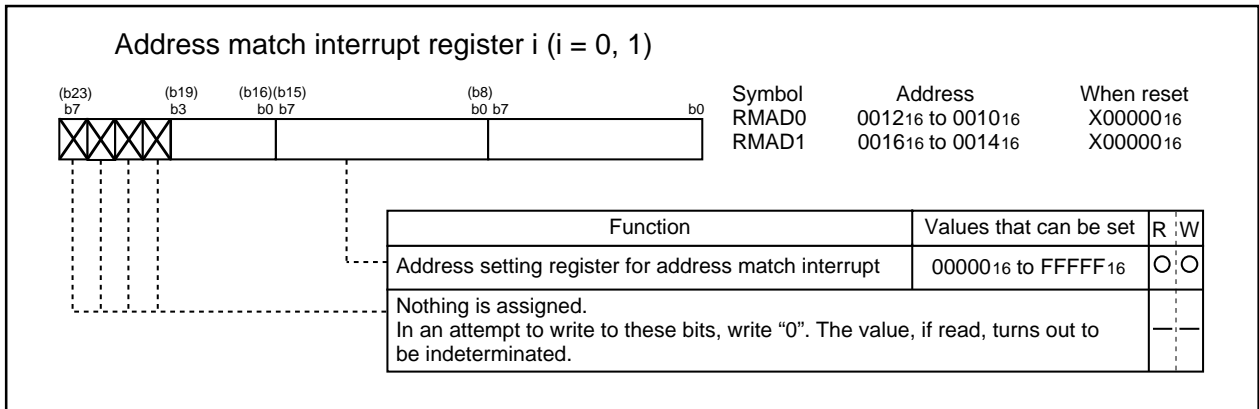 Address match interrupt register i (i = 0, 1)
(b23) (b19) (b16)(b15) (b8)
b7 b3 b0 b7 b0 b7 b0
Symbol Address When reset
RMAD0 001216 to 001016 X0000016
RMAD1 001616 to 001416 X0000016
Function Values that can be set R W
Address setting register for address match interrupt 0000016 to FFFFF16
Nothing is assigned.
In an attempt to write to these bits, write “0”. The value, if read, turns out to
be indeterminated.